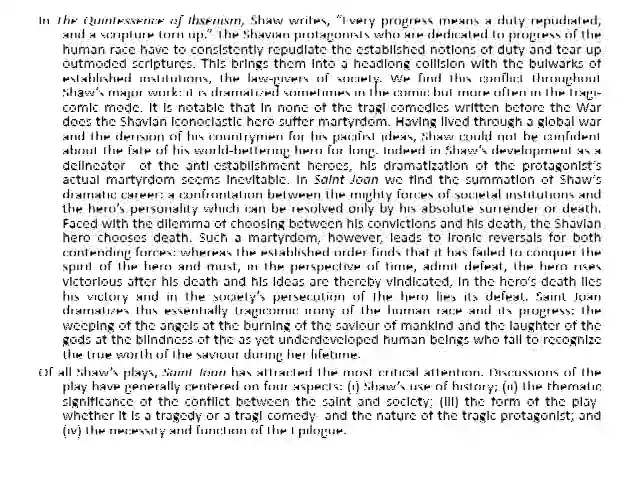 In The Quintessence of Ibsenism, Shaw writes, "Every progress means a duty repudiated,
and a scripture torn up." The Shavian protagonists who are dedicated to progress of the
human race have to consistently repudiate the established notions of duty and tear up
outmoded scriptures. This brings them into a headlong collision with the bulwarks of
established institutions, the law-givers of society. We find this conflict throughout
Shaw's major work: it is dramatized sometimes in the comic but more often in the tragi-
comic mode. It is notable that in none of the tragi comedies written before the War
does the Shavian iconoclastic hero suffer martyrdom. Having lived through a global war
and the derision of his countrymen for his pacifist ideas, Shaw could not be confident
about the fate of his world-bettering hero for long. Indeed in Shaw's development as a
delineator of the anti establishment heroes, his dramatization of the protagonist's
actual martyrdom seems inevitable. In Saint Joan we find the summation of Shaw's
dramatic career: a confrontation between the mighty forces of societal institutions and
the hero's personality which can be resolved only by his absolute surrender or death.
Faced with the dilemma of choosing between his convictions and his death, the Shavian
hero chooses death. Such a martyrdom, however, leads to ironic reversals for both
contending forces: whereas the established order finds that it has failed to conquer the
spirit of the hero and must, in the perspective of time, admit defeat, the hero rises
victorious after his death and his ideas are thereby vindicated, in the hero's death lies
his victory and in the society's persecution of the hero lies its defeat. Saint Joan
dramatizes this essentially tragicomic irony of the human race and its progress: the
weeping of the angels at the burning of the saviour of mankind and the laughter of the
gods at the blindness of the as yet underdeveloped human beings who fail to recognize
the true worth of the saviour during her lifetime.
Of all Shaw's plays, Saint Joan has attracted the most critical attention. Discussions of the
play have generally centered on four aspects: (i) Shaw's use of history; (ii) the thematic
significance of the conflict between the saint and society; (iii) the form of the play-
whether it is a tragedy or a tragi-comedy- and the nature of the tragic protagonist; and
(iv) the necessity and function of the Epilogue.